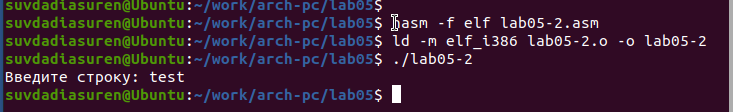 suvdadiasuren@Ubuntu:~/work/arch-pc/lab05$
suvdadiasuren@Ubuntu:~/work/arch-pc/lab05$ nasm -f elf lab05-2.asm
suvdadiasuren@Ubuntu:~/work/arch-pc/lab05$ ld -m elf_i386 lab05-2.o -o lab05-2
suvdadiasuren@Ubuntu:~/work/arch-pc/lab05$ ./lab05-2
Введите строку: test
suvdadiasuren@Ubuntu:~/work/arch-pc/lab05$